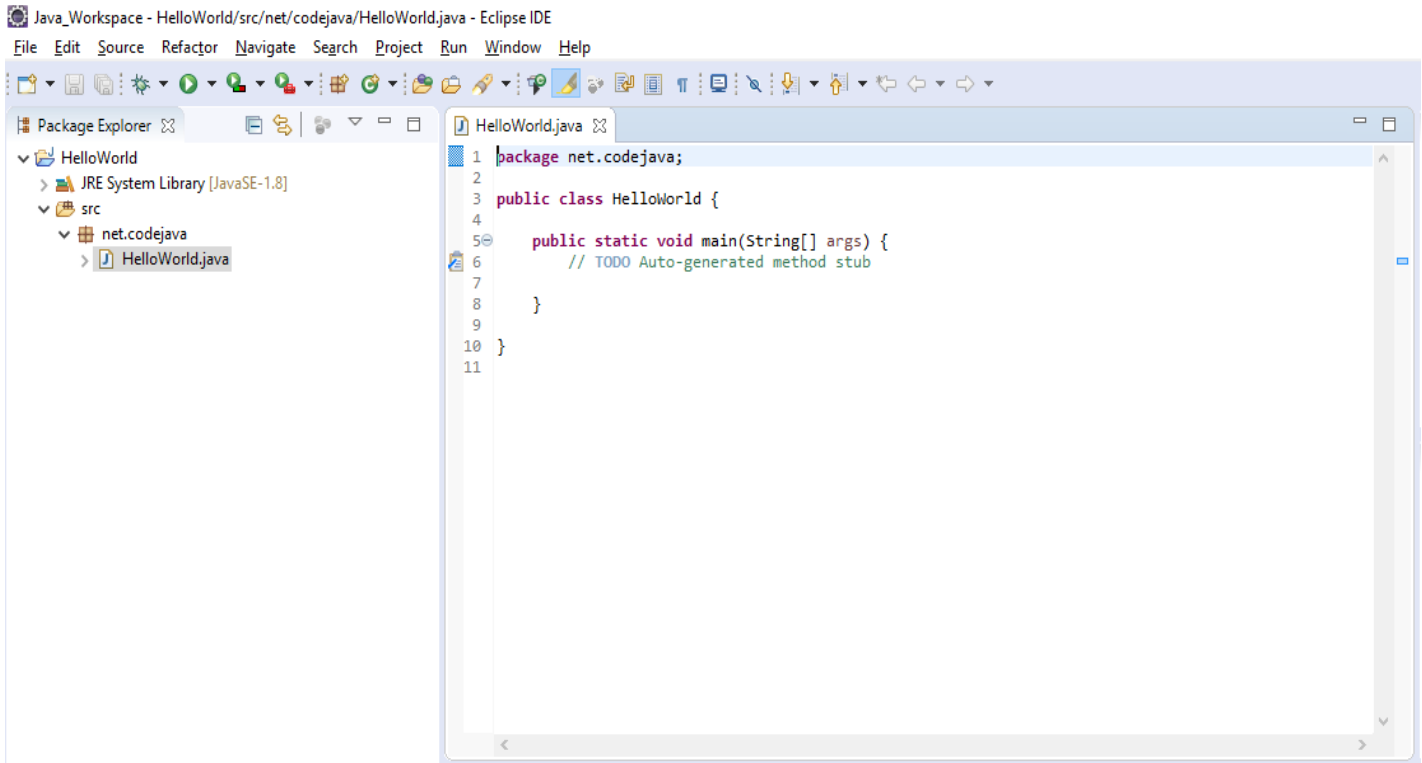 Java_Workspace - HelloWorld/src/net/codejava/HelloWorld.java - Eclipse IDE
File Edit Source Refactor Navigate Search Project Run Window Help
Package Explorer
HelloWorld
JRE System Library [JavaSE-1.8]
src
net.codejava
HelloWorld.java
HelloWorld.java
1 package net.codejava;
2
3 public class HelloWorld {
4
5 public static void main(String[] args) {
6 // TODO Auto-generated method stub
7
8 }
9
10 }
11